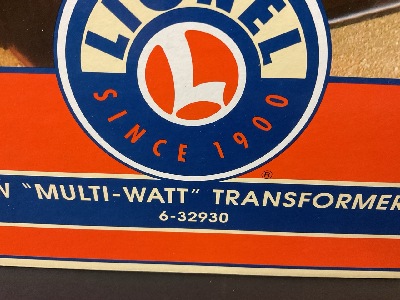 LIONEL
L
SINCE 1900
®
"MULTI-WATT" TRANSFORMER
6-32930